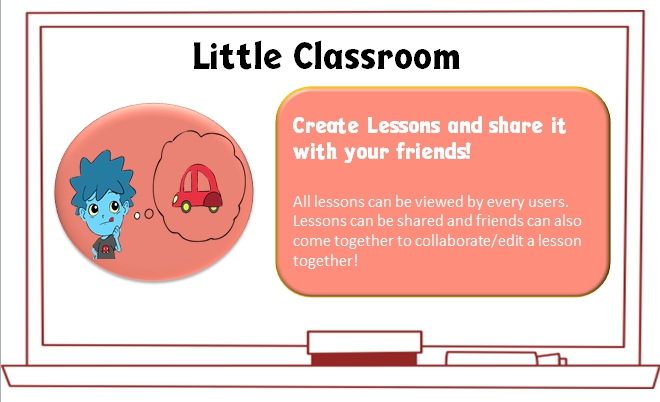 Little Classroom
Create Lessons and share it
with your friends!
All lessons can be viewed by every users.
Lessons can be shared and friends can also
come together to collaborate/edit a lesson
together!